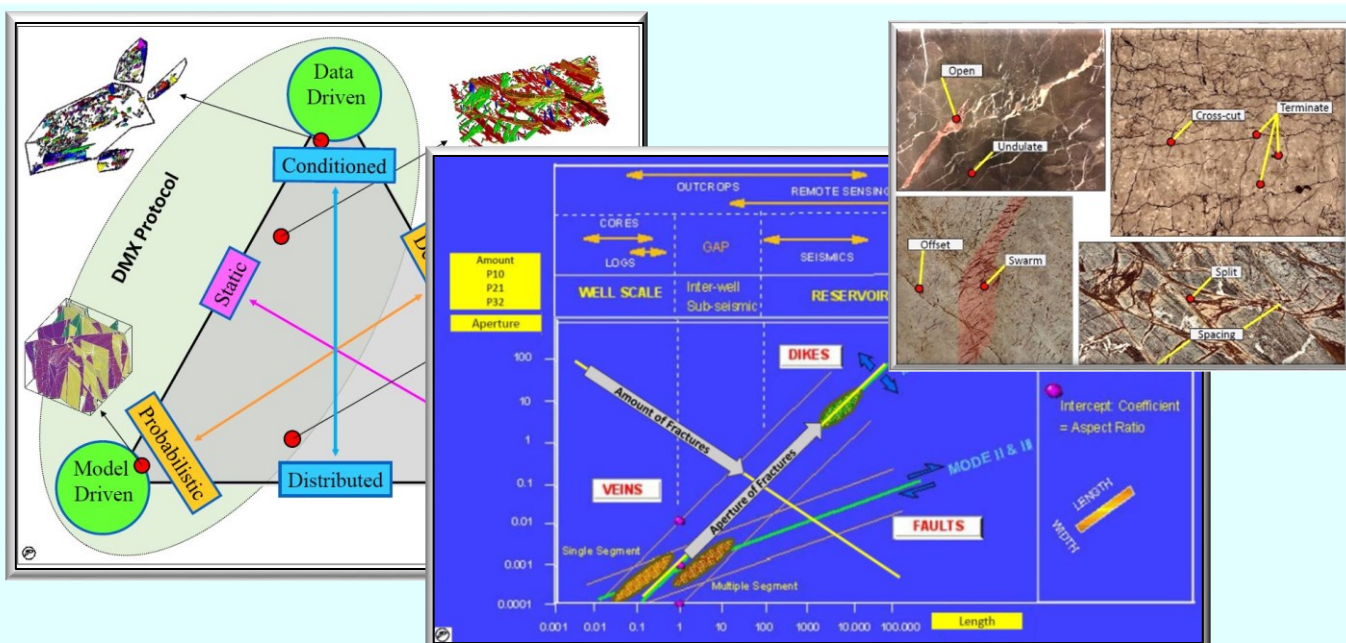 Data
Driven
Conditioned
DMX Protocol
Static
Probabilistic
Model
Driven
Distributed
OUTCROPS
REMOTE SENSING
CORES
LOGS
GAP
SEISMICS
WELL SCALE
Inter-well
Sub-seismic
RESERVOIR
Amount
P10
P21
P32
Aperture
100
10
1
0.1
0.01
0.001
0.0001
DIKES
Amount of Fractures
Aperture of Fractures
VEINS
MODE II & III
FAULTS
Single Segment
Multiple Segment
0.001
0.01
0.1
1
10
100
1000
10.000
100.000
Length
Intercept: Coefficient
= Aspect Ratio
LENGTH
WIDTH
Open
Undulate
Cross-cut
Terminate
Offset
Swarm
Split
Spacing